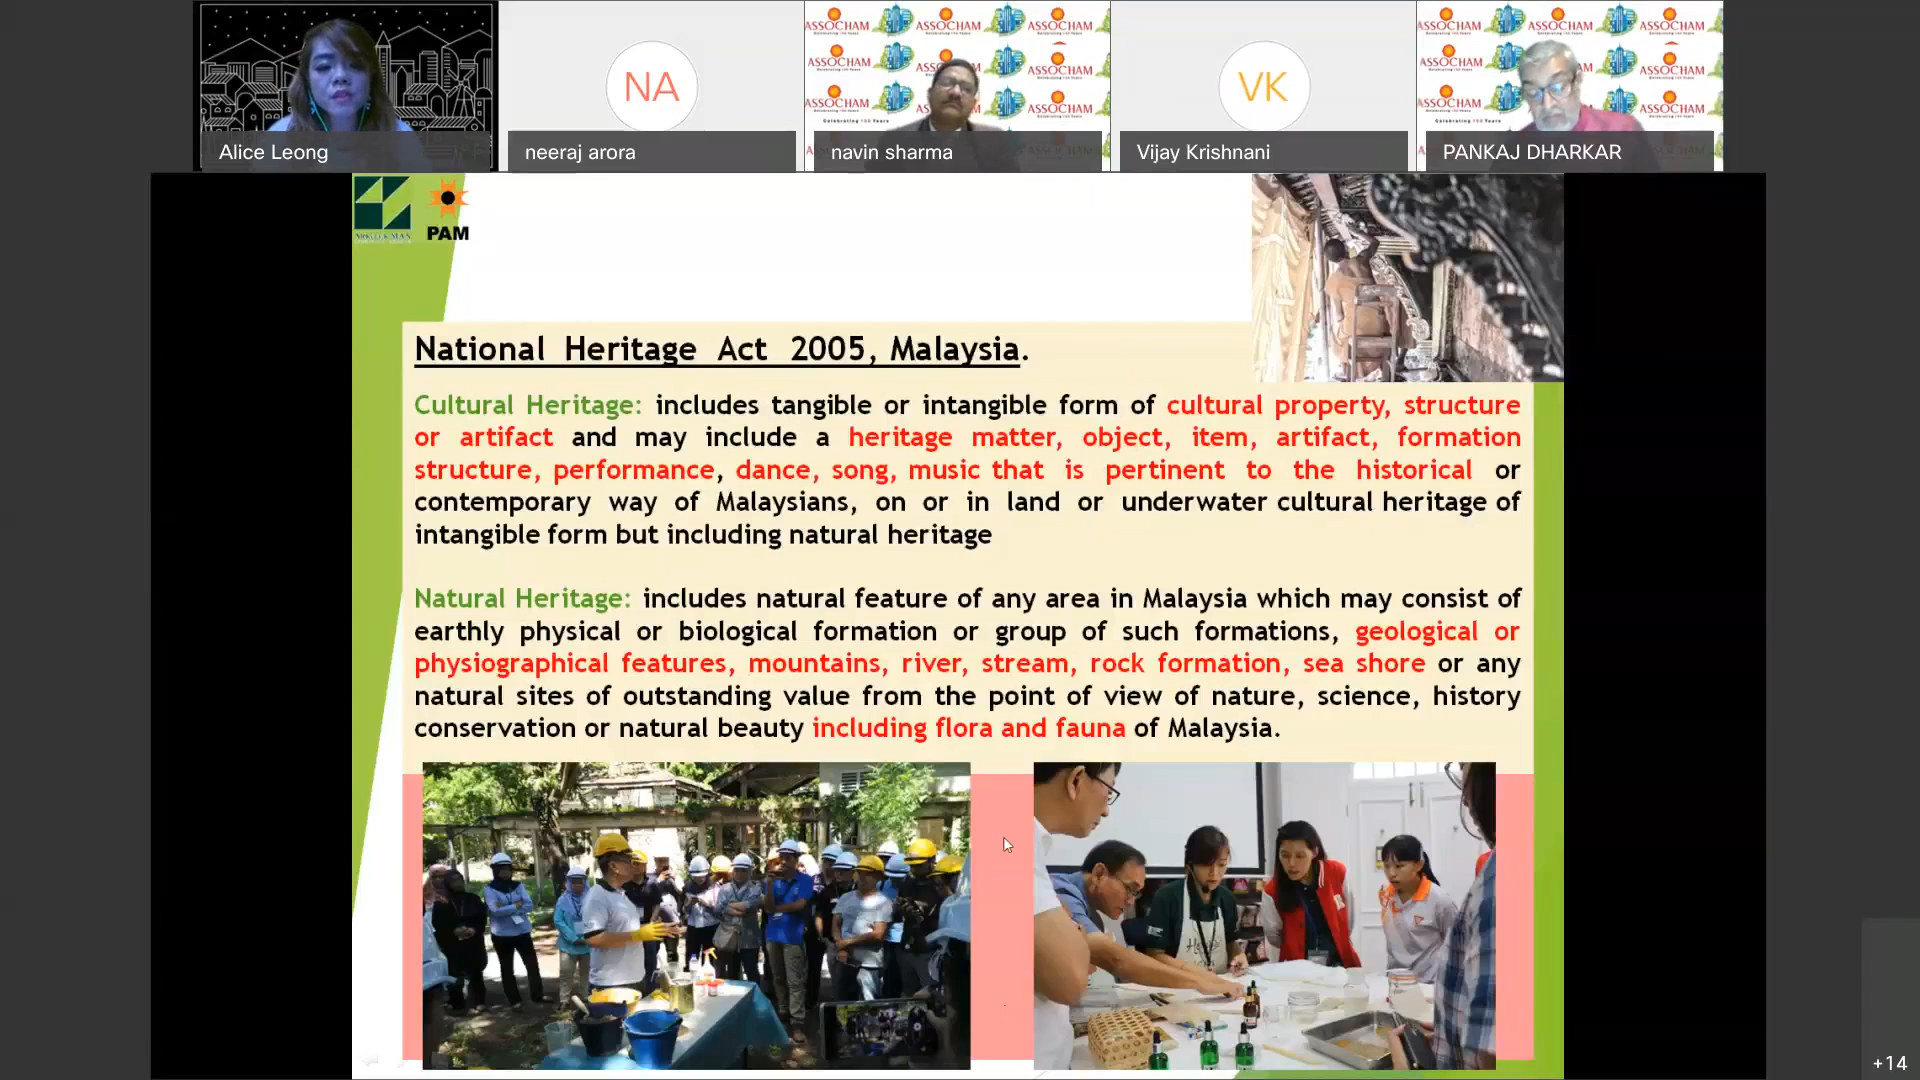 Alice Leong
NA
neeraj arora
ASSOCHAM
navin sharma
VK
Vijay Krishnani
ASSOCHAM
PANKAJ DHARKAR
PAM
National Heritage Act 2005, Malaysia.
Cultural Heritage: includes tangible or intangible form of cultural property, structure
or artifact and may include a heritage matter, object, item, artifact, formation
structure, performance, dance, song, music that is pertinent to the historical or
contemporary way of Malaysians, on or in land or underwater cultural heritage of
intangible form but including natural heritage
Natural Heritage: includes natural feature of any area in Malaysia which may consist of
earthly physical or biological formation or group of such formations, geological or
physiographical features, mountains, river, stream, rock formation, sea shore or any
natural sites of outstanding value from the point of view of nature, science, history
conservation or natural beauty including flora and fauna of Malaysia.
+14